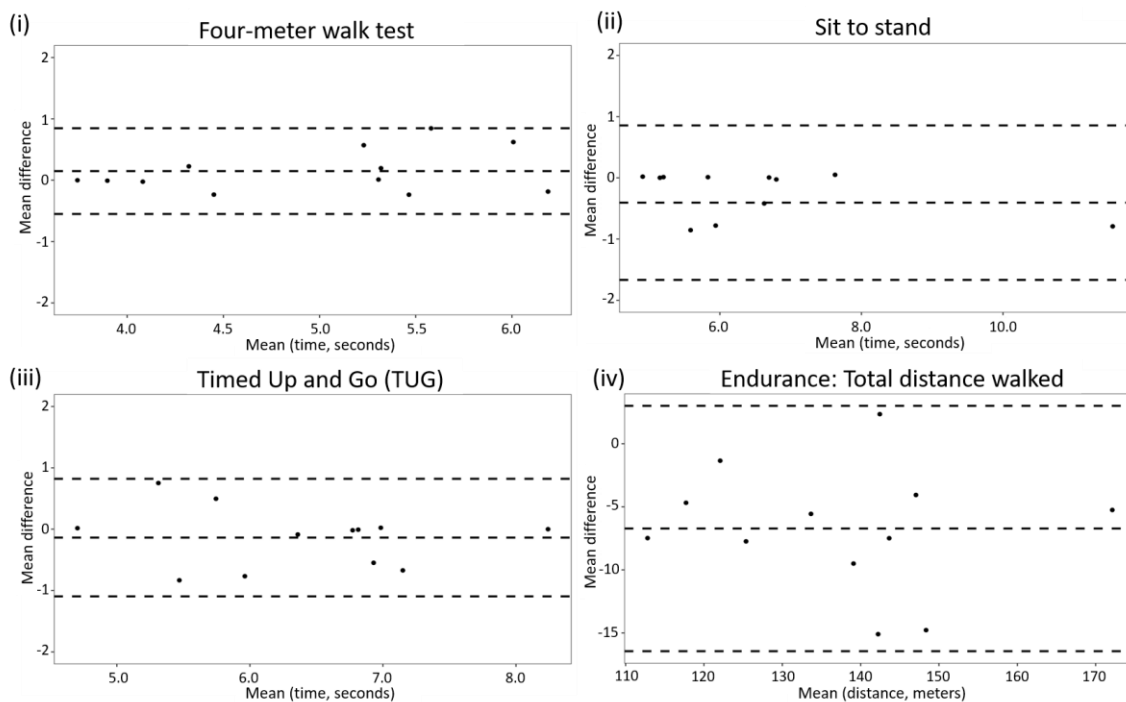 (i)
Four-meter walk test
2
1
0
-1
-2
Mean difference
4.0 4.5 5.0 5.5 6.0
Mean (time, seconds)
(ii)
Sit to stand
2
1
0
-1
-2
Mean difference
6.0 8.0 10.0
Mean (time, seconds)
(iii)
Timed Up and Go (TUG)
2
1
0
-1
-2
Mean difference
5.0 6.0 7.0 8.0
Mean (time, seconds)
(iv)
Endurance: Total distance walked
0
-5
-10
-15
Mean difference
110 120 130 140 150 160 170
Mean (distance, meters)